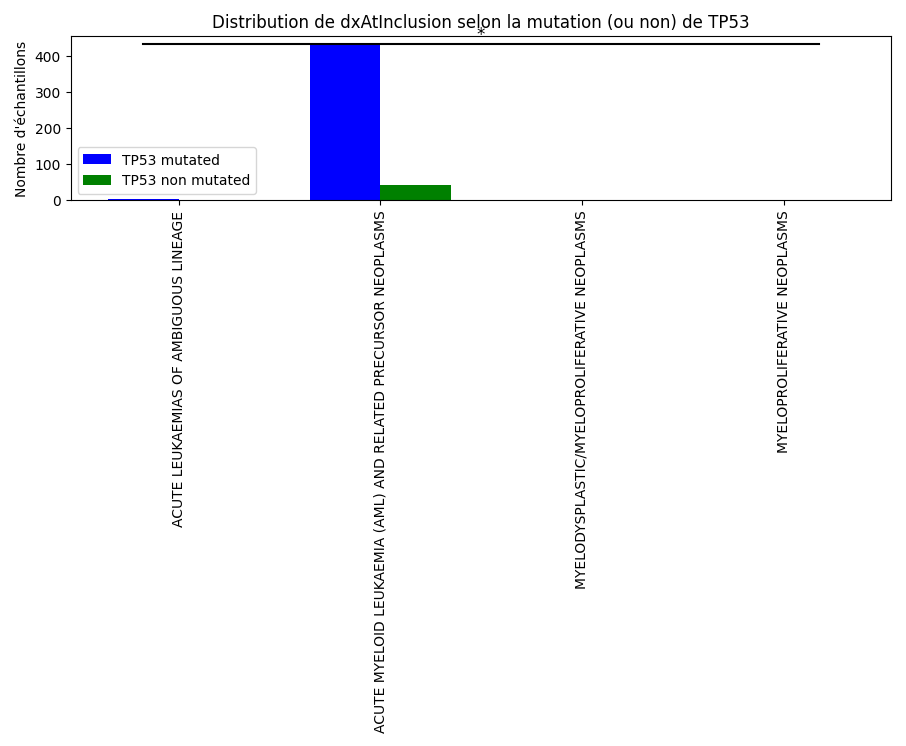 Distribution de dxAtInclusion selon la mutation (ou non) de TP53
*
Nombre d'échantillons
400
300
200
100
0
TP53 mutated
TP53 non mutated
ACUTE LEUKAEMIAS OF AMBIGUOUS LINEAGE
ACUTE MYELOID LEUKAEMIA (AML) AND RELATED PRECURSOR NEOPLASMS
MYELODYSPLASTIC/MYELOPROLIFERATIVE NEOPLASMS
MYELOPROLIFERATIVE NEOPLASMS